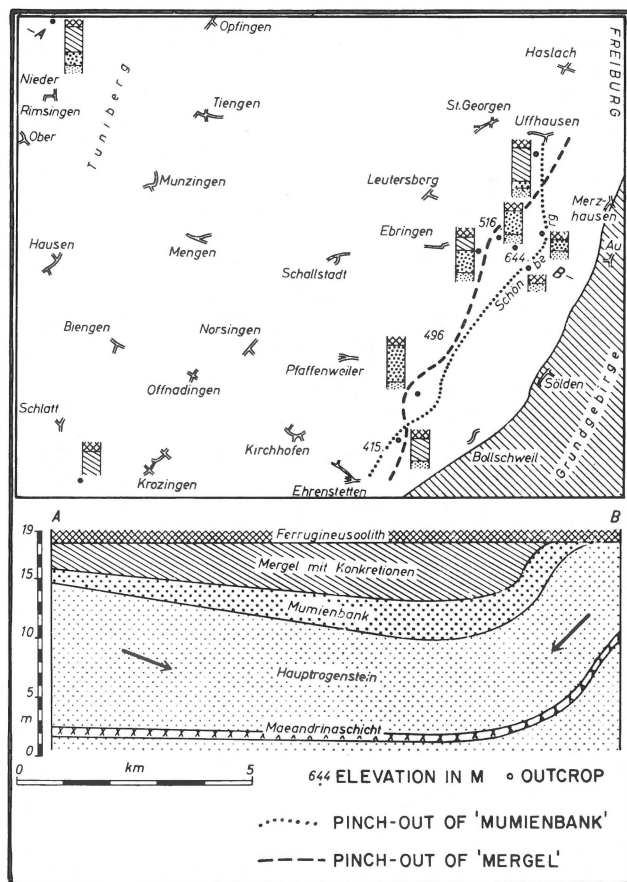 A
Opfingen
Haslach
FREIBURG
Nieder
Rimsingen
Ober
Tuniberg
Tiengen
St.Georgen
Uffhausen
Munzingen
Leutersberg
Merz-
hausen
Au
Hausen
Mengen
Schallstadt
Ebringen
516
644
Schönberg
B
Biengen
Norsingen
496
Offnadingen
Pfaffenweiler
Sölden
Grundgebirge
Schlatt
Krozingen
Kirchhofen
415
Ehrenstetten
Bollschweil
A
B
19
15
10
5
m
0
Ferrugineusoolith
Mergel mit Konkretionen
Mumienbank
Hauptrogenstein
Maeandrinaschicht
0
km
5
644 ELEVATION IN M
OUTCROP
PINCH-OUT OF 'MUMIENBANK'
PINCH-OUT OF 'MERGEL'